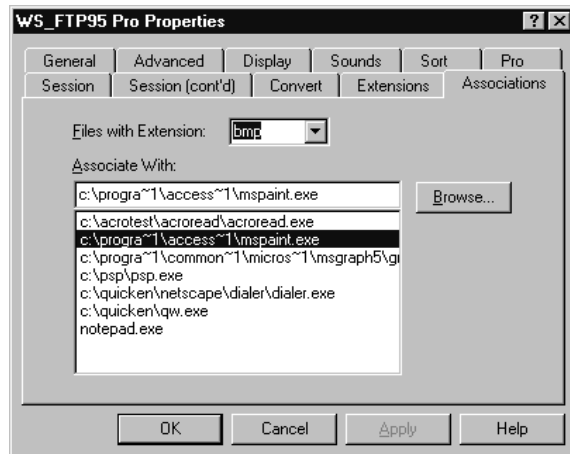 WS_FTP95 Pro Properties
General Advanced Display Sounds Sort Pro
Session Session (cont'd) Convert Extensions Associations
Files with Extension: bmp
Associate With:
c:\progra~1\access~1\mspaint.exe Browse...
c:\acrotest\acroread\acroread.exe
c:\progra~1\access~1\mspaint.exe
c:\progra~1\common~1\micros~1\msgraph5\g
c:\psp\psp.exe
c:\quicken\netscape\dialer\dialer.exe
c:\quicken\qw.exe
notepad.exe
OK Cancel Apply Help